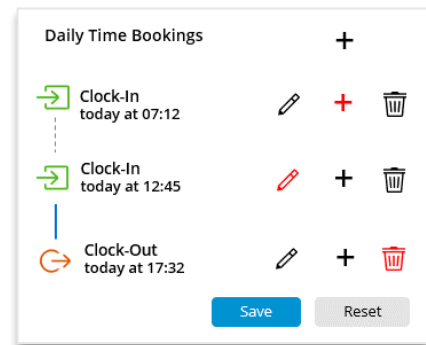 Daily Time Bookings
Clock-In
today at 07:12
Clock-In
today at 12:45
Clock-Out
today at 17:32
Save
Reset